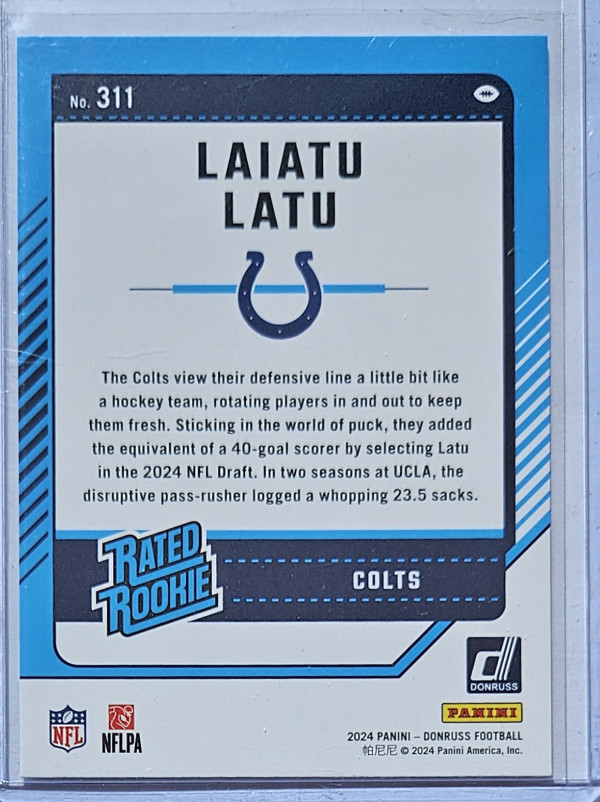 No. 311
LAIATU
LATU
The Colts view their defensive line a little bit like
a hockey team, rotating players in and out to keep
them fresh. Sticking in the world of puck, they added
the equivalent of a 40-goal scorer by selecting Latu
in the 2024 NFL Draft. In two seasons at UCLA, the
disruptive pass-rusher logged a whopping 23.5 sacks.
RATED
ROOKIE
COLTS
d
DONRUSS
PANINI
NFL
NFLPA
2024 PANINI – DONRUSS FOOTBALL
帕尼尼 © 2024 Panini America, Inc.